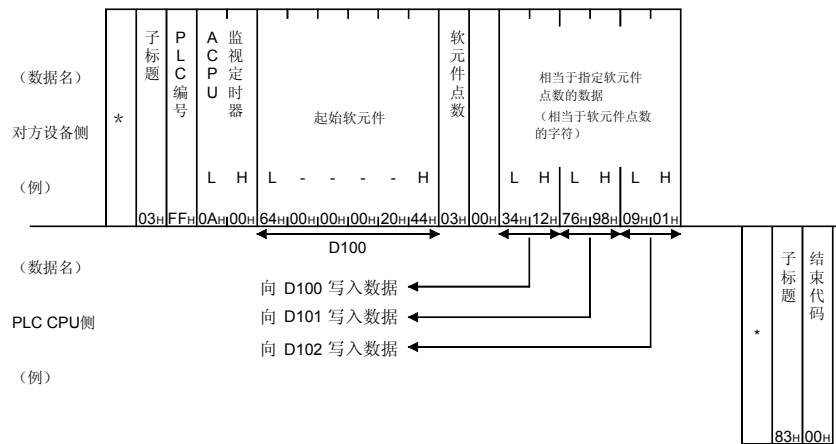 （数据名）
对方设备侧
（例）
*
子标题
PLC编号
ACPU监视定时器
L H
起始软元件
L - - - - H
软元件点数
相当于指定软元件
点数的数据
（相当于软元件点数
的字符）
L H L H L H
03H FFH 0AH 00H 64H 00H 00H 00H 20H 44H 03H 00H 34H 12H 76H 98H 09H 01H
D100
（数据名）
PLC CPU侧
（例）
向 D100 写入数据
向 D101 写入数据
向 D102 写入数据
*
子标题
结束代码
83H 00H